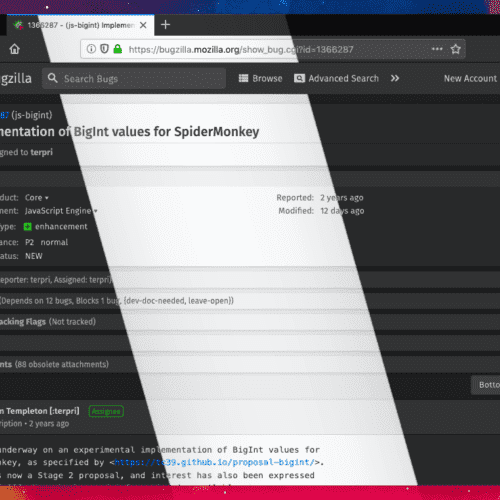 1366287 - (js-bigint) Implemen
https://bugzilla.mozilla.org/show_bug.cgi?id=1366287
gzilla Search Bugs Browse Advanced Search New Account
87 (js-bigint)
mentation of BigInt values for SpiderMonkey
gned to terpri
duct: Core Reported: 2 years ago
nent: JavaScript Engine Modified: 12 days ago
Type: enhancement
ance: P2 normal
atus: NEW
eporter: terpri, Assigned: terpri)
(Depends on 12 bugs, Blocks 1 bug, {dev-doc-needed, leave-open})
acking Flags (Not tracked)
nts (88 obsolete attachments)
Botto
n Templeton [:terpri] Assignee
ription • 2 years ago
underway on an experimental implementation of BigInt values for
nkey, as specified by <https://tc39.github.io/proposal-bigint/>.
s now a Stage 2 proposal, and interest has also been expressed